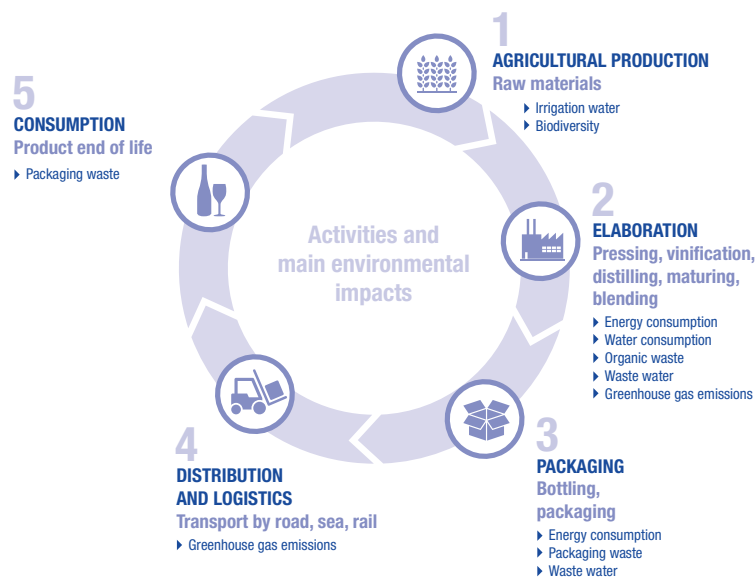 Activities and
main environmental
impacts
1
AGRICULTURAL PRODUCTION
Raw materials
Irrigation water
Biodiversity
2
ELABORATION
Pressing, vinification,
distilling, maturing,
blending
Energy consumption
Water consumption
Organic waste
Waste water
Greenhouse gas emissions
3
PACKAGING
Bottling,
packaging
Energy consumption
Packaging waste
Waste water
4
DISTRIBUTION
AND LOGISTICS
Transport by road, sea, rail
Greenhouse gas emissions
5
CONSUMPTION
Product end of life
Packaging waste